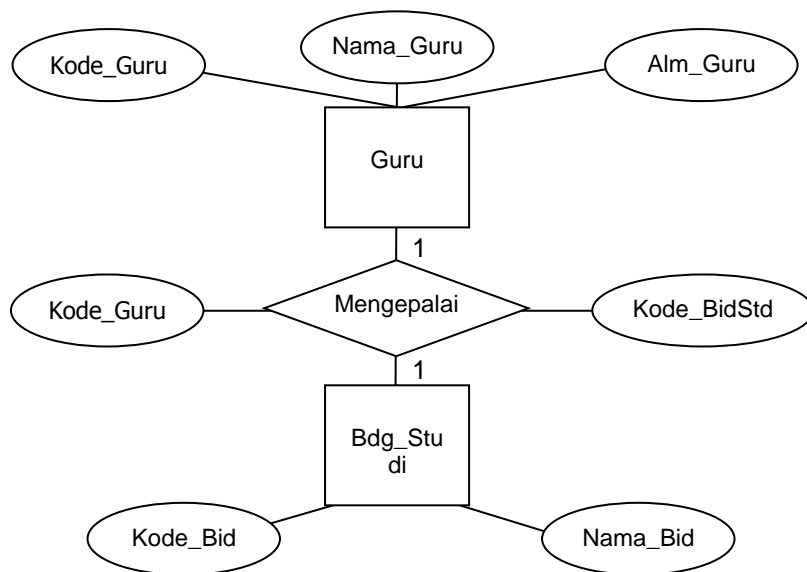 Nama_Guru
Kode_Guru
Alm_Guru
Guru
1
Kode_Guru
Mengepalai
Kode_BidStd
1
Bdg_Stu
di
Kode_Bid
Nama_Bid